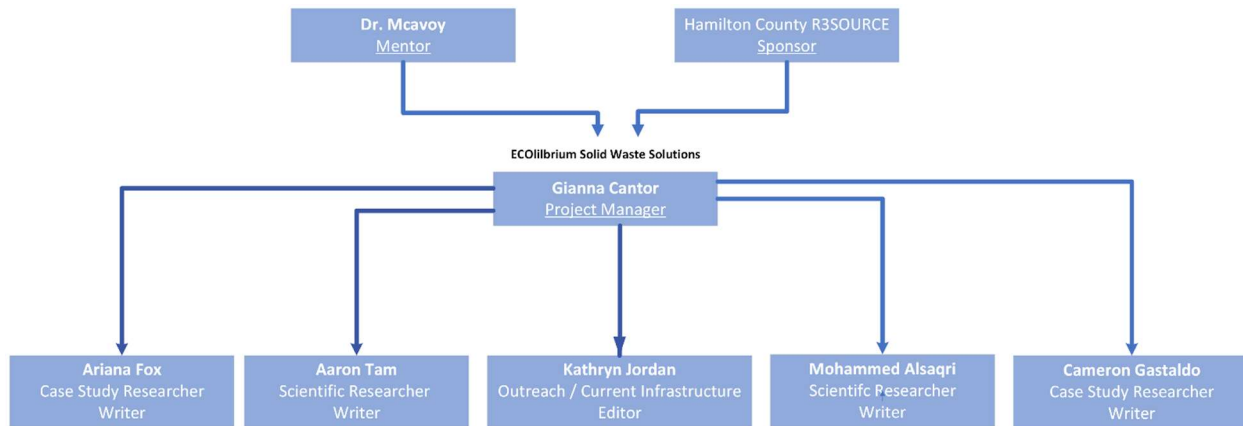 Dr. Mcavoy
Mentor
Hamilton County R3SOURCE
Sponsor
ECOlilbrium Solid Waste Solutions
Gianna Cantor
Project Manager
Ariana Fox
Case Study Researcher
Writer
Aaron Tam
Scientific Researcher
Writer
Kathryn Jordan
Outreach / Current Infrastructure
Editor
Mohammed Alsaqri
Scientifc Researcher
Writer
Cameron Gastaldo
Case Study Researcher
Writer